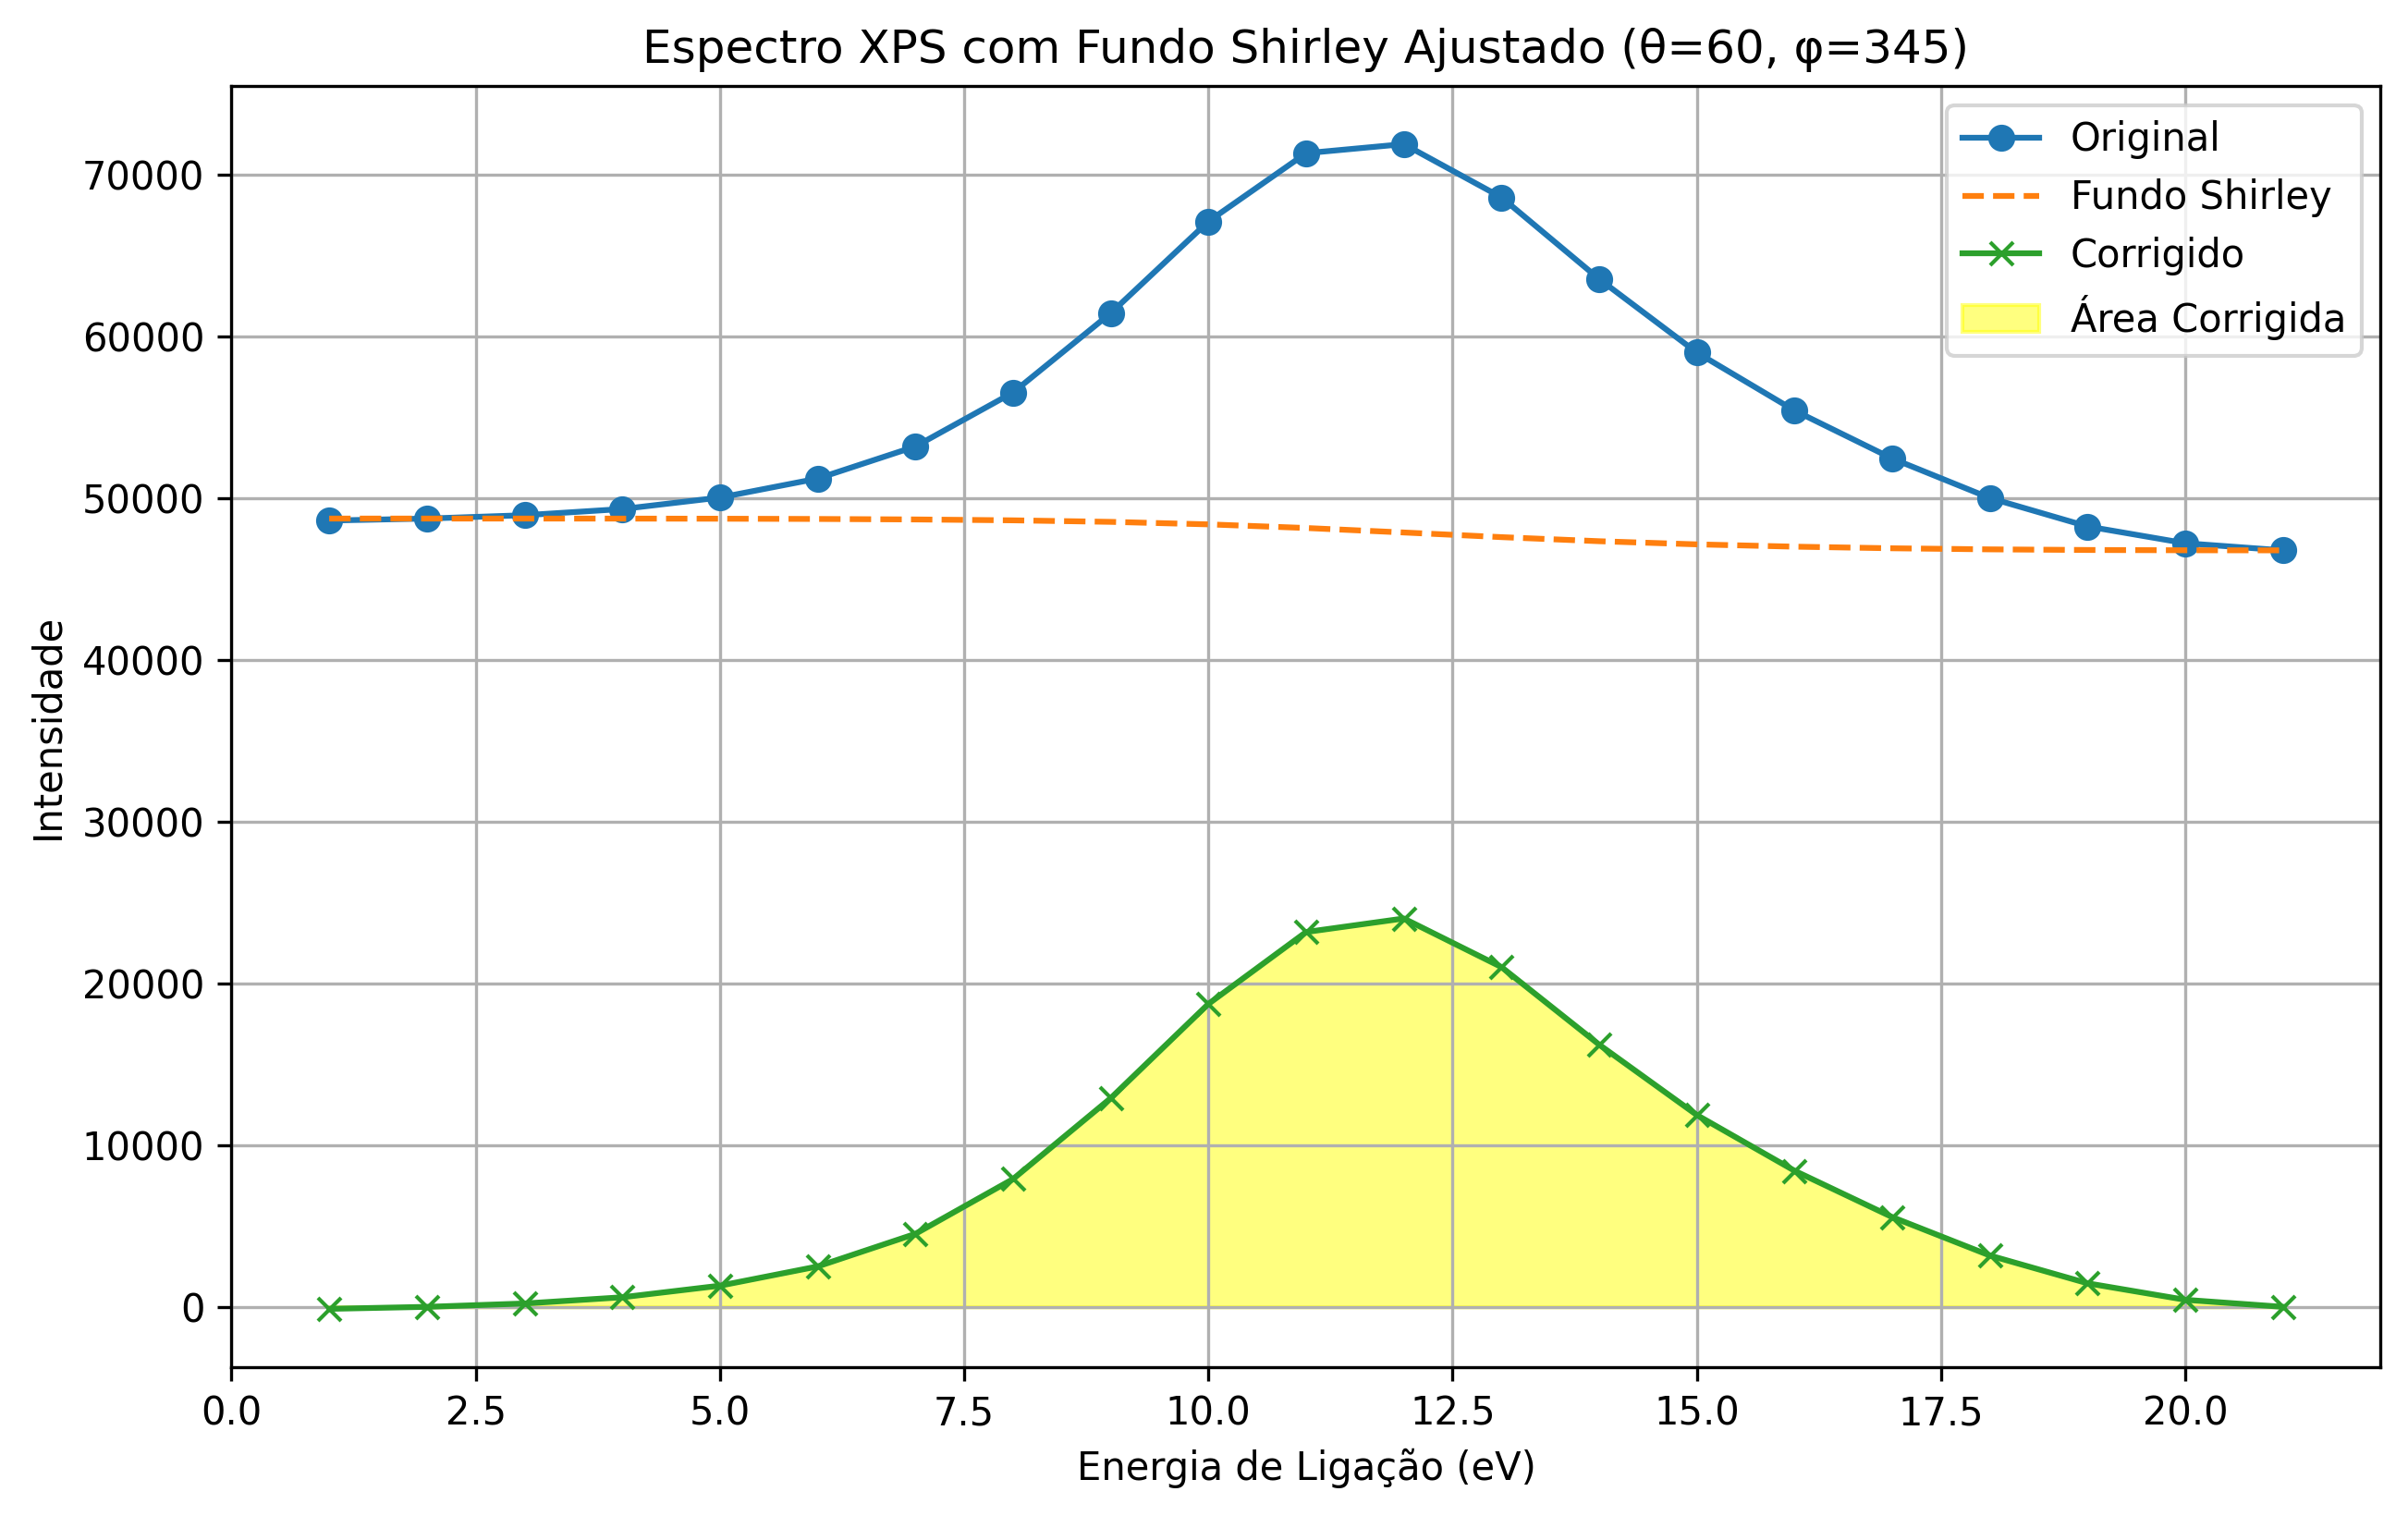 Espectro XPS com Fundo Shirley Ajustado (θ=60, φ=345)
Original
Fundo Shirley
Corrigido
Área Corrigida
70000
60000
50000
40000
30000
20000
10000
0
Intensidade
0.0 2.5 5.0 7.5 10.0 12.5 15.0 17.5 20.0
Energia de Ligação (eV)